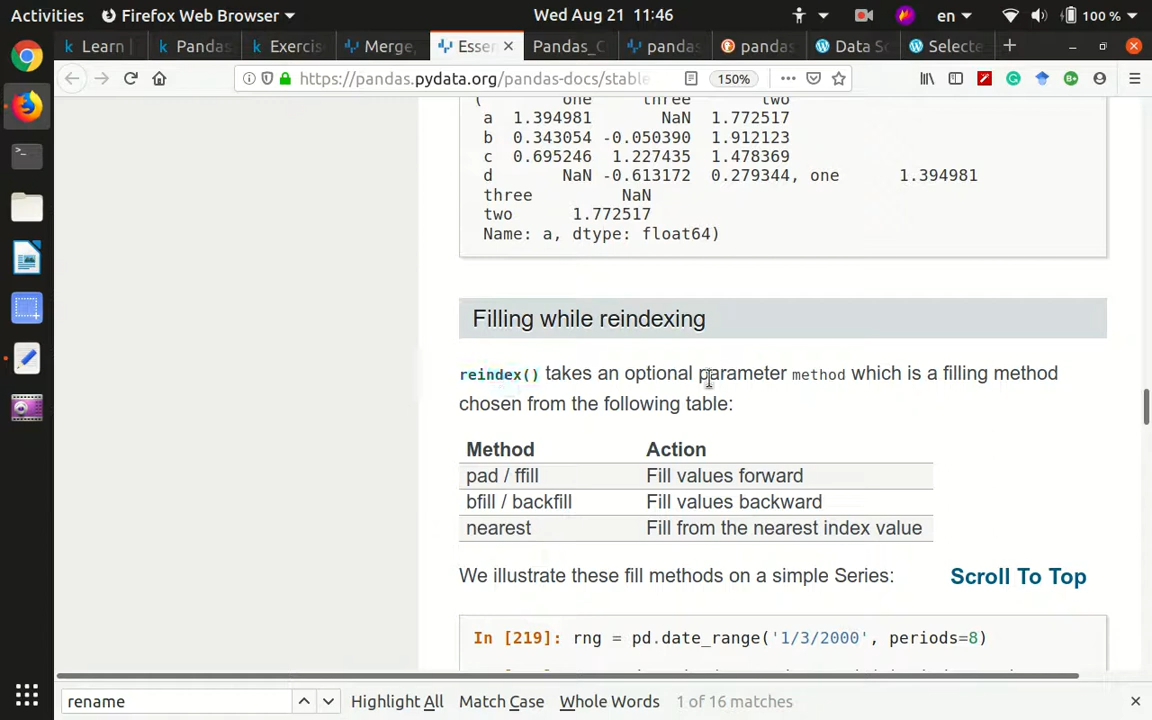 Activities Firefox Web Browser Wed Aug 21 11:46 en 100 %
Learn Pandas Exercis Merge, Essen Pandas_C pandas pandas Data Sc Selecte
https://pandas.pydata.org/pandas-docs/stable 150%
( one three two
a 1.394981 NaN 1.772517
b 0.343054 -0.050390 1.912123
c 0.695246 1.227435 1.478369
d NaN -0.613172 0.279344, one 1.394981
three NaN
two 1.772517
Name: a, dtype: float64)
Filling while reindexing
reindex() takes an optional parameter method which is a filling method
chosen from the following table:
Method Action
pad / ffill Fill values forward
bfill / backfill Fill values backward
nearest Fill from the nearest index value
We illustrate these fill methods on a simple Series: Scroll To Top
In [219]: rng = pd.date_range('1/3/2000', periods=8)
rename Highlight All Match Case Whole Words 1 of 16 matches